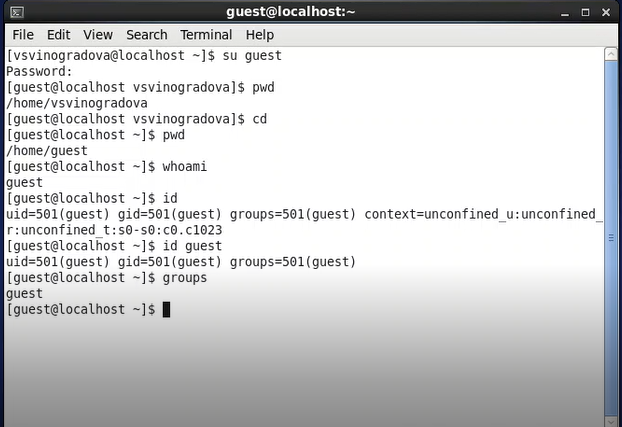 guest@localhost:~
File Edit View Search Terminal Help
[vsvinogradova@localhost ~]$ su guest
Password:
[guest@localhost vsvinogradova]$ pwd
/home/vsvinogradova
[guest@localhost vsvinogradova]$ cd
[guest@localhost ~]$ pwd
/home/guest
[guest@localhost ~]$ whoami
guest
[guest@localhost ~]$ id
uid=501(guest) gid=501(guest) groups=501(guest) context=unconfined_u:unconfined_
r:unconfined_t:s0-s0:c0.c1023
[guest@localhost ~]$ id guest
uid=501(guest) gid=501(guest) groups=501(guest)
[guest@localhost ~]$ groups
guest
[guest@localhost ~]$